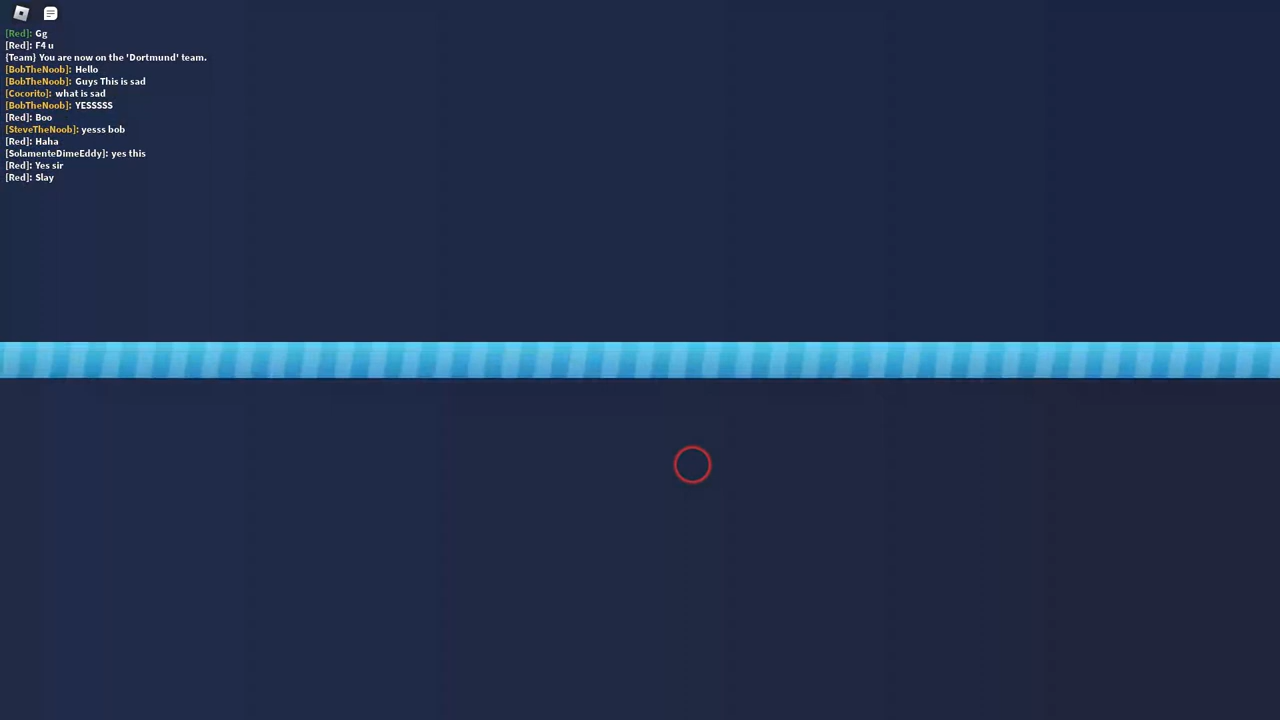 [Red]: Gg
[Red]: F4 u
{Team} You are now on the 'Dortmund' team.
[BobTheNoob]: Hello
[BobTheNoob]: Guys This is sad
[Cocorito]: what is sad
[BobTheNoob]: YESSSSS
[Red]: Boo
[SteveTheNoob]: yesss bob
[Red]: Haha
[SolamenteDimeEddy]: yes this
[Red]: Yes sir
[Red]: Slay